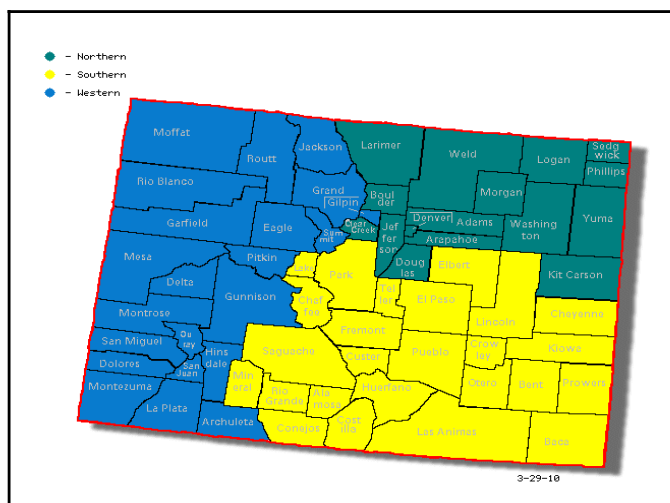 - Northern
- Southern
- Western
Moffat
Routt
Jackson
Larimer
Weld
Logan
Sedg
wick
Phillips
Rio Blanco
Grand
Gilpin
Boul
der
Morgan
Yuma
Garfield
Eagle
Sum
mit
Clear
Creek
Jef
fer
son
Denver
Adams
Arapahoe
Washing
ton
Mesa
Pitkin
Lake
Park
Doug
las
Elbert
Kit Carson
Delta
Gunnison
Chaf
fee
Tel
ler
El Paso
Lincoln
Cheyenne
Montrose
Ou
ray
San Miguel
Hins
dale
Saguache
Fremont
Custer
Pueblo
Crow
ley
Kiowa
Dolores
San
Juan
Min
eral
Rio
Grande
Ala
mosa
Huerfano
Otero
Bent
Prowers
Montezuma
La Plata
Archuleta
Conejos
Cost
illa
Las Animas
Baca
3-29-10